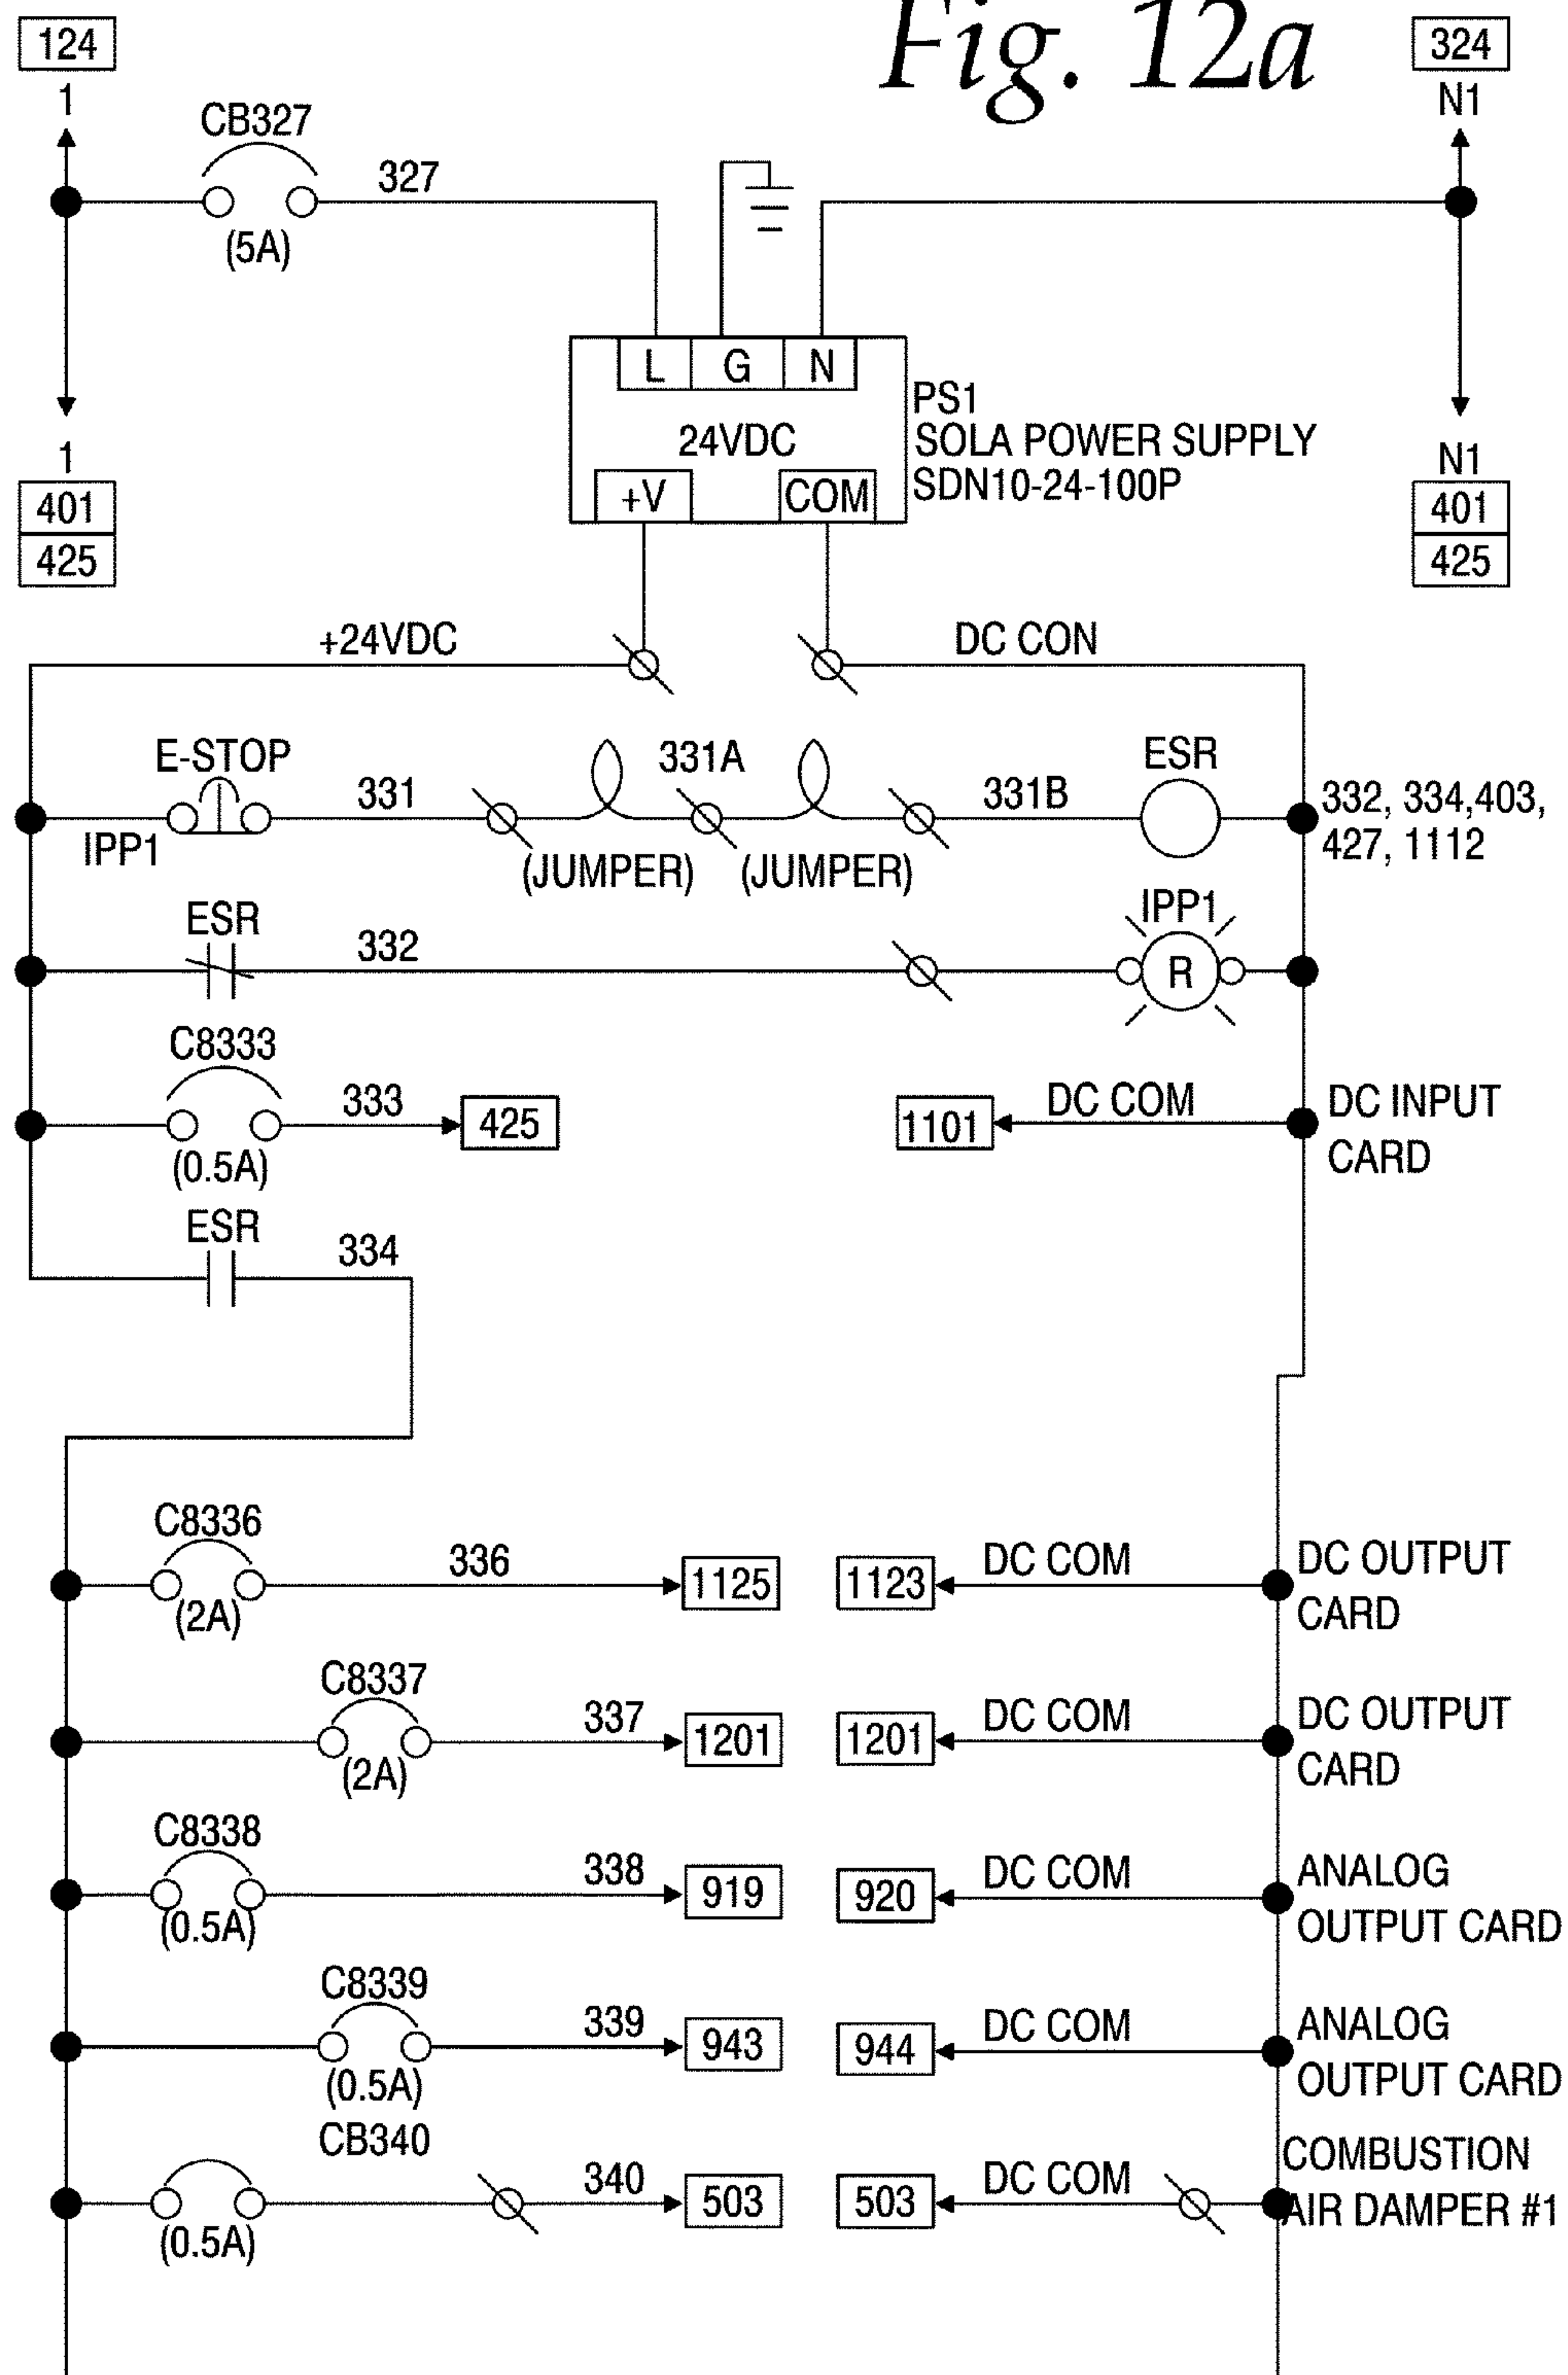 Fig. 12a
124
324
1
N1
CB327
327
(5A)
L G N
24VDC
+V COM
PS1
SOLA POWER SUPPLY
SDN10-24-100P
1
401
425
N1
401
425
+24VDC
DC CON
E-STOP
331
331A
331B
ESR
IPP1
(JUMPER)
(JUMPER)
332, 334,403,
427, 1112
ESR
332
IPP1
R
C8333
333
425
(0.5A)
1101
DC COM
DC INPUT
CARD
ESR
334
C8336
336
1125
1123
DC COM
DC OUTPUT
CARD
(2A)
C8337
337
1201
1201
DC COM
DC OUTPUT
CARD
(2A)
C8338
338
919
920
DC COM
ANALOG
OUTPUT CARD
(0.5A)
C8339
339
943
944
DC COM
ANALOG
OUTPUT CARD
(0.5A)
CB340
340
503
503
DC COM
COMBUSTION
AIR DAMPER #1
(0.5A)